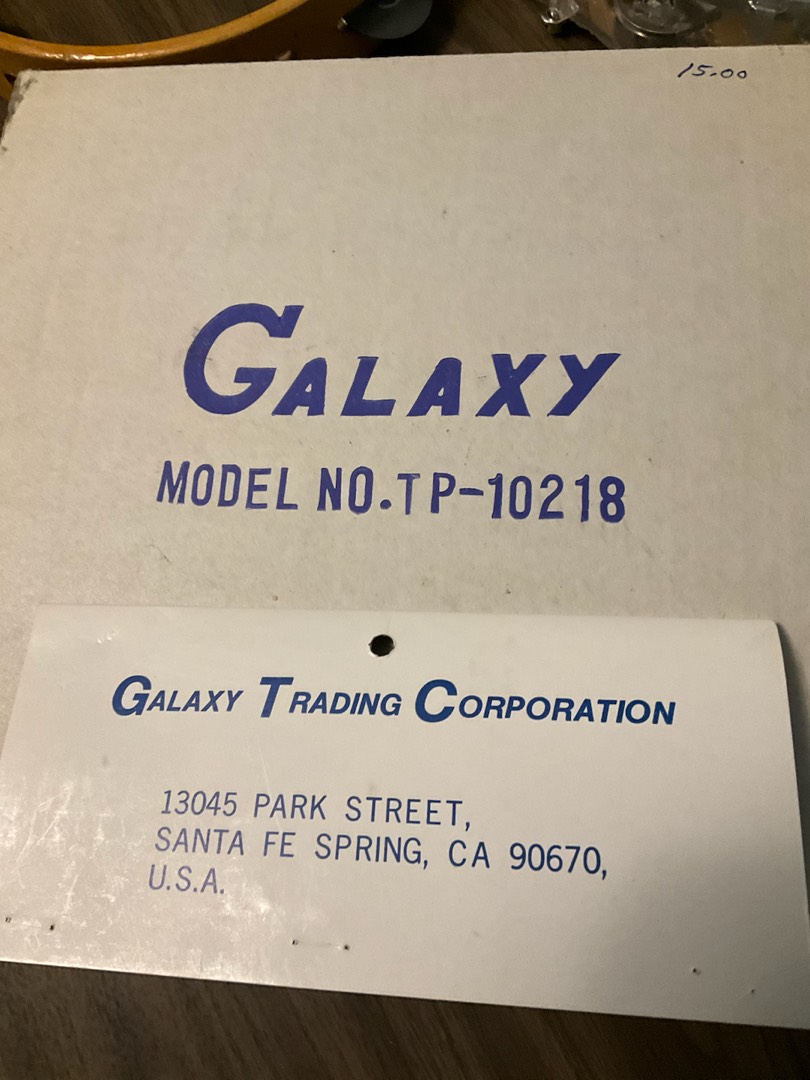 15.00
GALAXY
MODEL NO. TP-10218
GALAXY TRADING CORPORATION
13045 PARK STREET,
SANTA FE SPRING, CA 90670,
U.S.A.